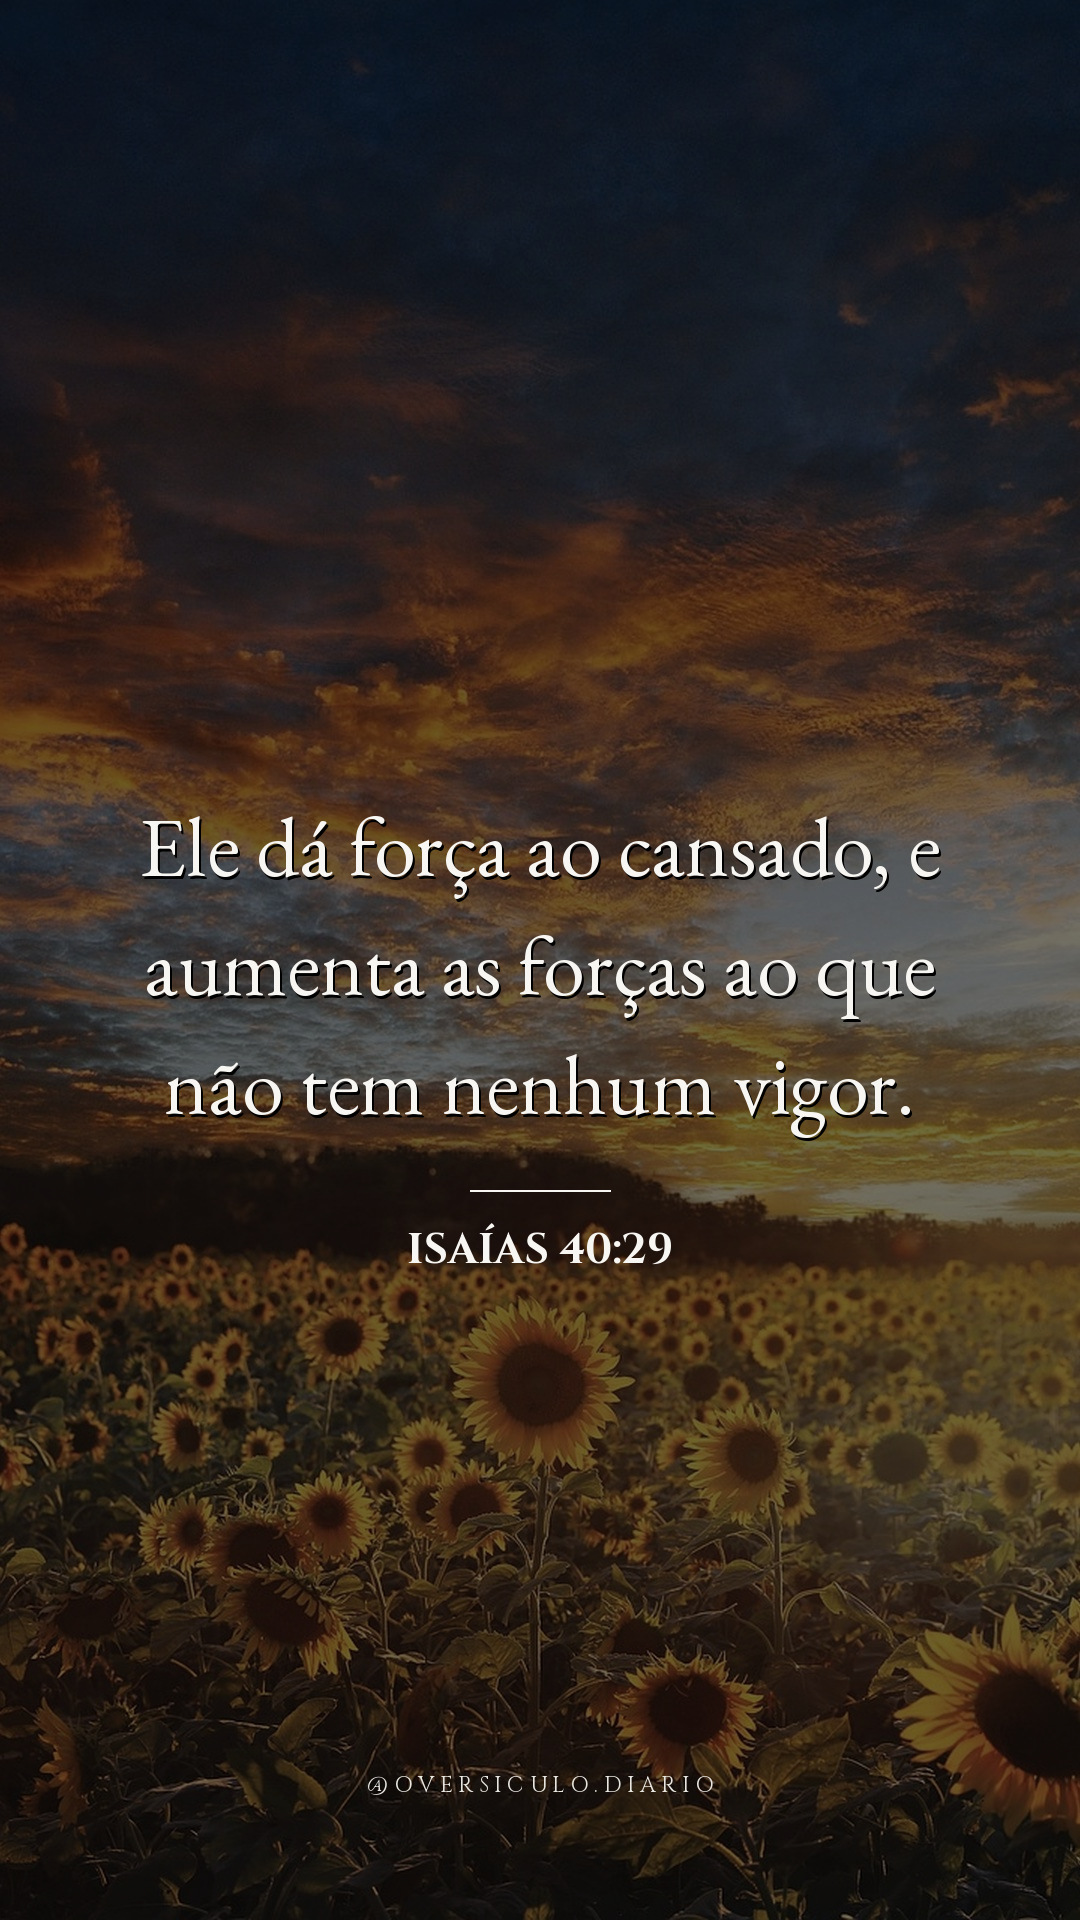 Ele dá força ao cansado, e
aumenta as forças ao que
não tem nenhum vigor.
ISAÍAS 40:29
@OVERSICULO.DIARIO